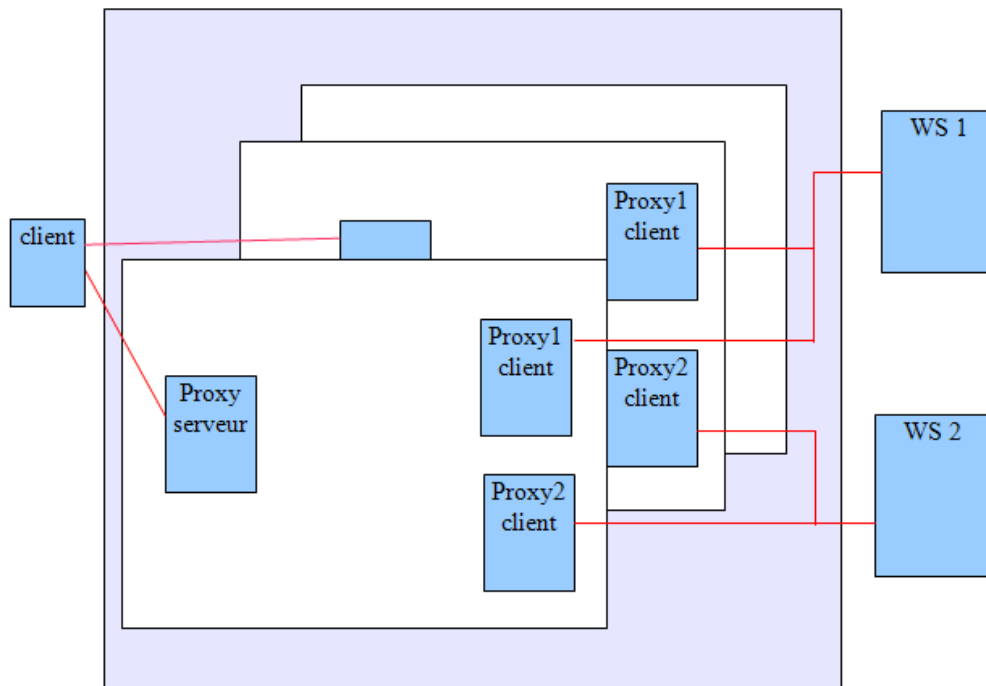 WS 1
Proxy1
client
client
Proxy1
client
Proxy2
client
Proxy
serveur
WS 2
Proxy2
client